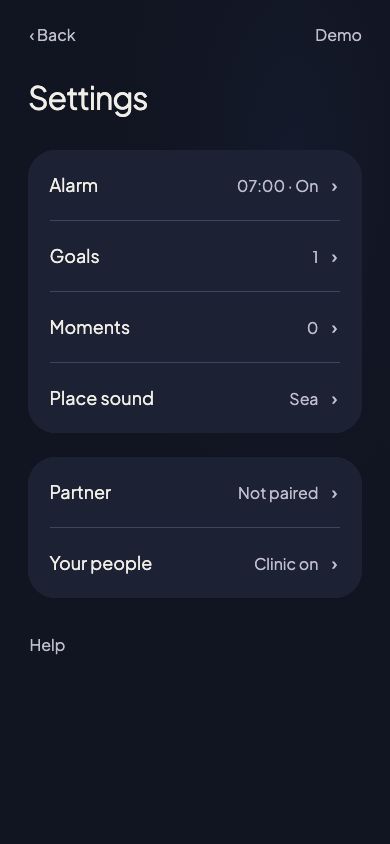 ‹ Back
Demo
Settings
Alarm 07:00 · On ›
Goals 1 ›
Moments 0 ›
Place sound Sea ›
Partner Not paired ›
Your people Clinic on ›
Help